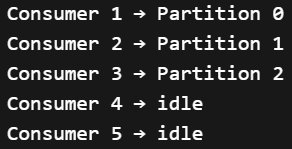 Consumer 1 → Partition 0
Consumer 2 → Partition 1
Consumer 3 → Partition 2
Consumer 4 → idle
Consumer 5 → idle